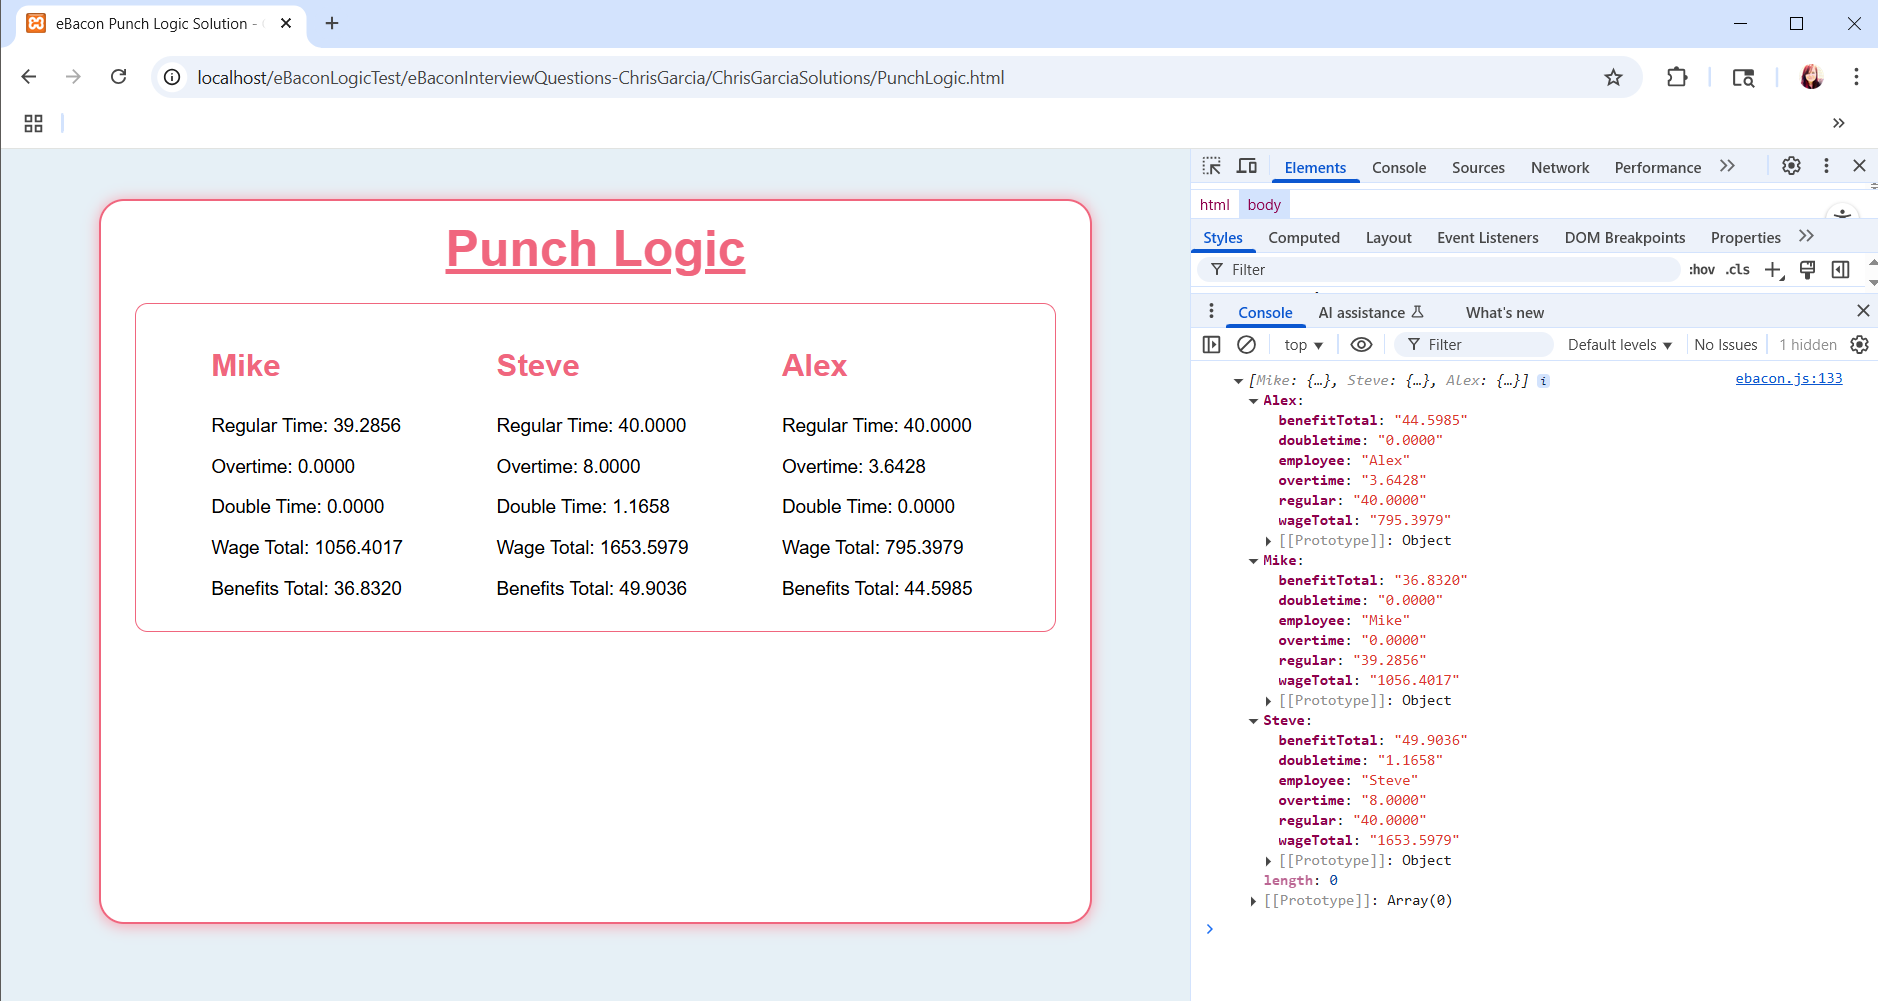 eBacon Punch Logic Solution -
localhost/eBaconLogicTest/eBaconInterviewQuestions-ChrisGarcia/ChrisGarciaSolutions/PunchLogic.html
Punch Logic
Mike
Regular Time: 39.2856
Overtime: 0.0000
Double Time: 0.0000
Wage Total: 1056.4017
Benefits Total: 36.8320
Steve
Regular Time: 40.0000
Overtime: 8.0000
Double Time: 1.1658
Wage Total: 1653.5979
Benefits Total: 49.9036
Alex
Regular Time: 40.0000
Overtime: 3.6428
Double Time: 0.0000
Wage Total: 795.3979
Benefits Total: 44.5985
Elements Console Sources Network Performance
html body
Styles Computed Layout Event Listeners DOM Breakpoints Properties
Filter :hov .cls
Console AI assistance What's new
top Filter Default levels No Issues 1 hidden
[Mike: {…}, Steve: {…}, Alex: {…}] i ebacon.js:133
Alex:
benefitTotal: "44.5985"
doubletime: "0.0000"
employee: "Alex"
overtime: "3.6428"
regular: "40.0000"
wageTotal: "795.3979"
[[Prototype]]: Object
Mike:
benefitTotal: "36.8320"
doubletime: "0.0000"
employee: "Mike"
overtime: "0.0000"
regular: "39.2856"
wageTotal: "1056.4017"
[[Prototype]]: Object
Steve:
benefitTotal: "49.9036"
doubletime: "1.1658"
employee: "Steve"
overtime: "8.0000"
regular: "40.0000"
wageTotal: "1653.5979"
[[Prototype]]: Object
length: 0
[[Prototype]]: Array(0)